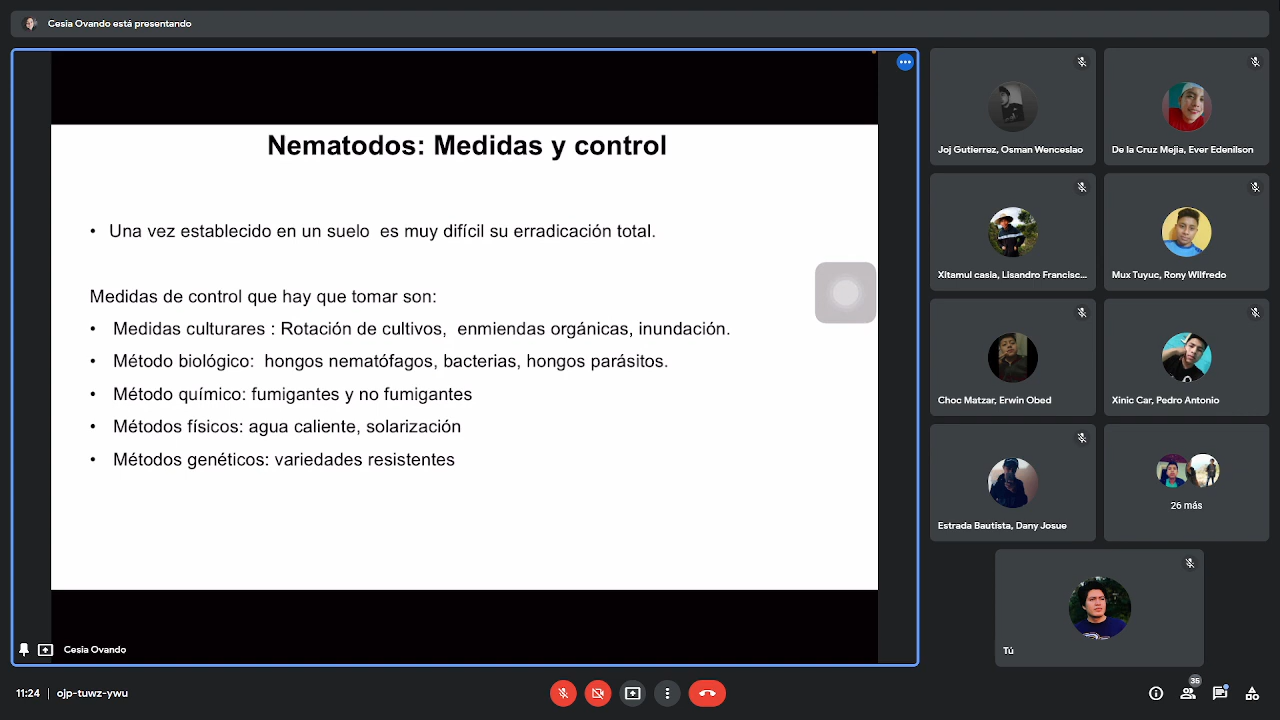 Cesia Ovando está presentando
Nematodos: Medidas y control
• Una vez establecido en un suelo es muy difícil su erradicación total.
Medidas de control que hay que tomar son:
• Medidas culturares : Rotación de cultivos, enmiendas orgánicas, inundación.
• Método biológico: hongos nematófagos, bacterias, hongos parásitos.
• Método químico: fumigantes y no fumigantes
• Métodos físicos: agua caliente, solarización
• Métodos genéticos: variedades resistentes
Cesia Ovando
Joj Gutierrez, Osman Wenceslao
De la Cruz Mejia, Ever Edenilson
Xitamul casia, Lisandro Francisc...
Mux Tuyuc, Rony Wilfredo
Choc Matzar, Erwin Obed
Xinic Car, Pedro Antonio
Estrada Bautista, Dany Josue
26 más
Tú
11:24 | ojp-tuwz-ywu
35